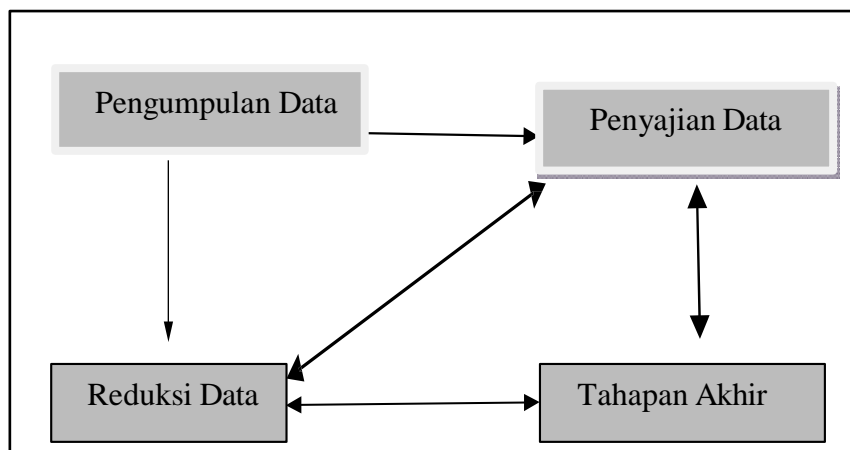 Pengumpulan Data
Penyajian Data
Reduksi Data
Tahapan Akhir